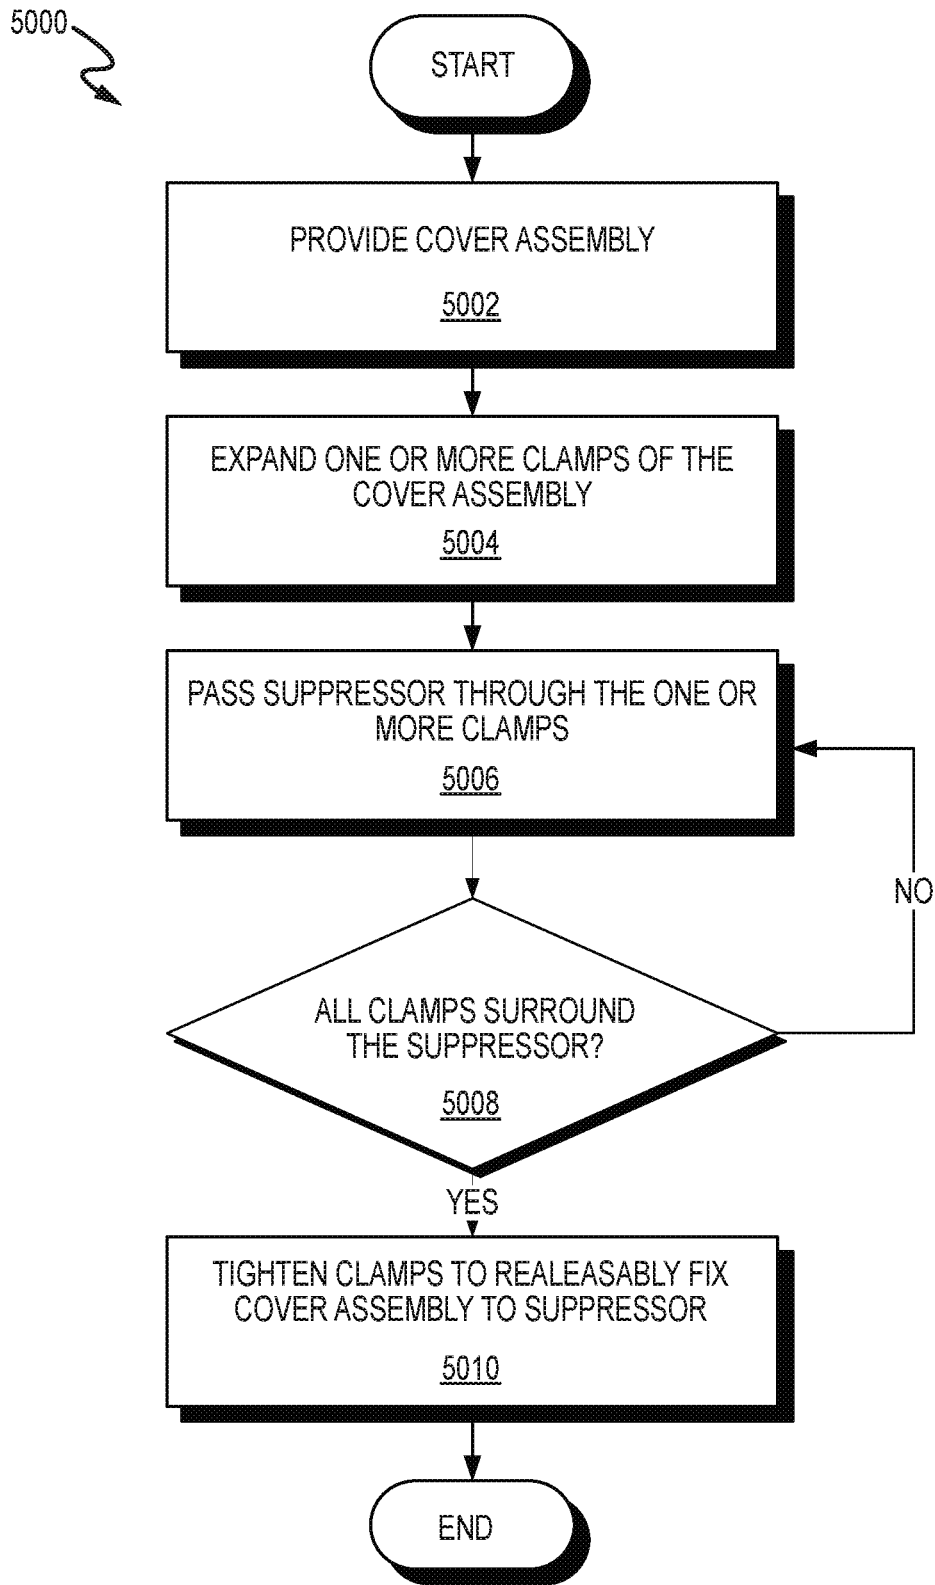 5000
START
PROVIDE COVER ASSEMBLY
5002
EXPAND ONE OR MORE CLAMPS OF THE
COVER ASSEMBLY
5004
PASS SUPPRESSOR THROUGH THE ONE OR
MORE CLAMPS
5006
NO
ALL CLAMPS SURROUND
THE SUPPRESSOR?
5008
YES
TIGHTEN CLAMPS TO REALEASABLY FIX
COVER ASSEMBLY TO SUPPRESSOR
5010
END